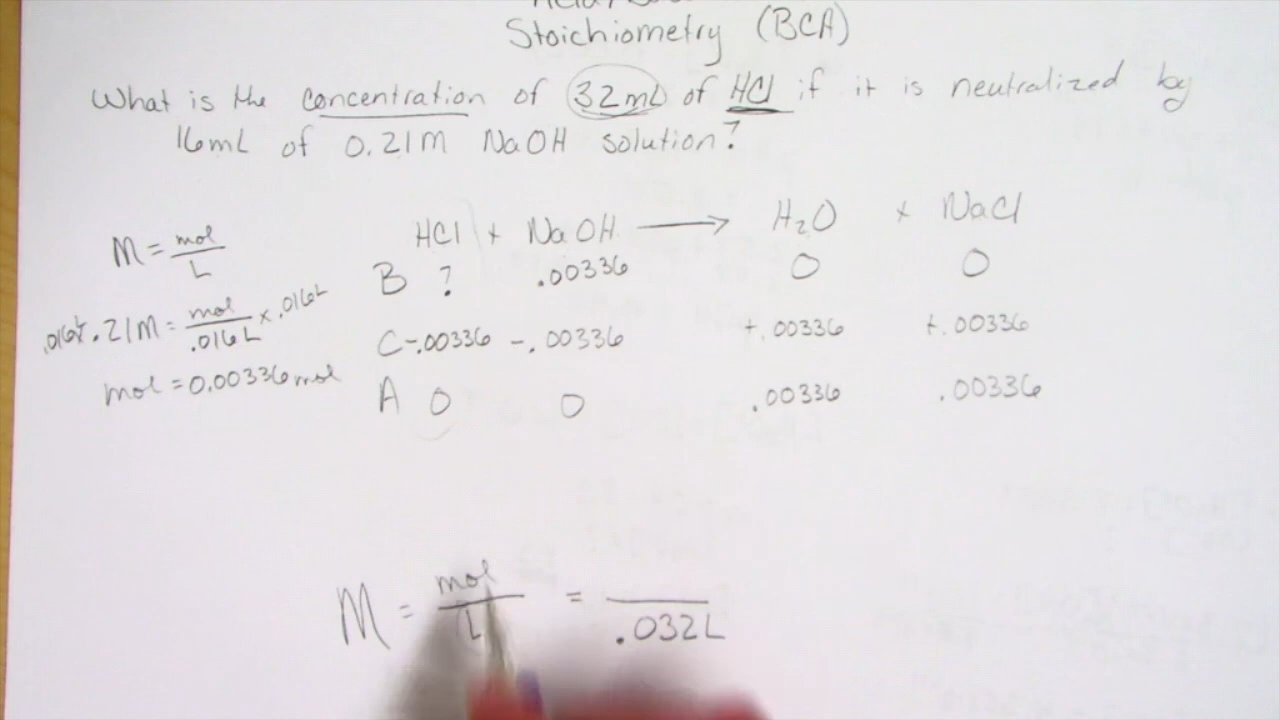 Stoichiometry (BCA)
What is the concentration of 32mL of HCl if it is neutralized by
16mL of 0.21M NaOH solution?
M = mol/L
HCl + NaOH → H₂O + NaCl
B ? .00336 0 0
.016L . .21M = mol/.016L × .016L
C -.00336 -.00336 +.00336 +.00336
mol = 0.00336 mol
A 0 0 .00336 .00336
M = mol/L = /.032L